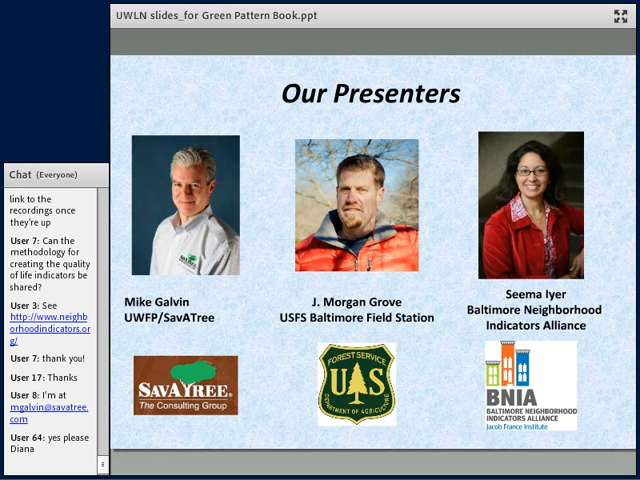 UWLN slides_for Green Pattern Book.ppt
Our Presenters
Mike Galvin
UWFP/SavATree
J. Morgan Grove
USFS Baltimore Field Station
Seema Iyer
Baltimore Neighborhood
Indicators Alliance
SAVATREE
The Consulting Group
FOREST SERVICE
U S
DEPARTMENT OF AGRICULTURE
BNIA
BALTIMORE NEIGHBORHOOD
INDICATORS ALLIANCE
Jacob France Institute
Chat (Everyone)
link to the
recordings once
they're up
User 7: Can the
methodology for
creating the quality
of life indicators be
shared?
User 3: See
http://www.neighb
orhoodindicators.or
g/
User 7: thank you!
User 17: Thanks
User 8: I'm at
mgalvin@savatree.
com
User 64: yes please
Diana